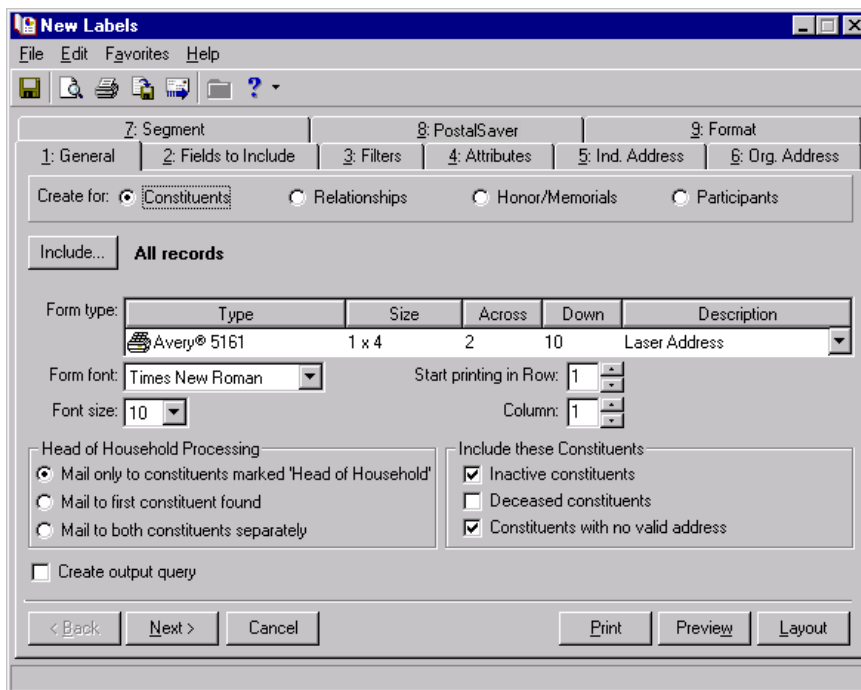 New Labels
File Edit Favorites Help
7: Segment 8: PostalSaver 9: Format
1: General 2: Fields to Include 3: Filters 4: Attributes 5: Ind. Address 6: Org. Address
Create for: Constituents Relationships Honor/Memorials Participants
Include... All records
Form type: Type Size Across Down Description
Avery® 5161 1 x 4 2 10 Laser Address
Form font: Times New Roman Start printing in Row: 1
Font size: 10 Column: 1
Head of Household Processing Include these Constituents
Mail only to constituents marked 'Head of Household' Inactive constituents
Mail to first constituent found Deceased constituents
Mail to both constituents separately Constituents with no valid address
Create output query
< Back Next > Cancel Print Preview Layout